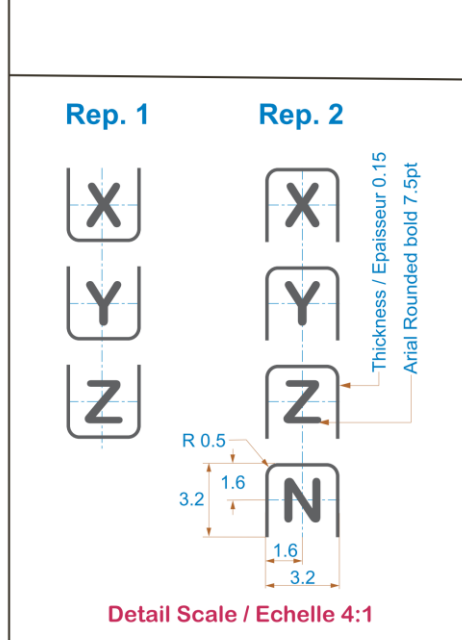 Rep. 1
Rep. 2
X
X
Y
Y
Z
Z
N
Thickness / Epaisseur 0.15
Arial Rounded bold 7.5pt
R 0.5
1.6
3.2
1.6
3.2
Detail Scale / Echelle 4:1